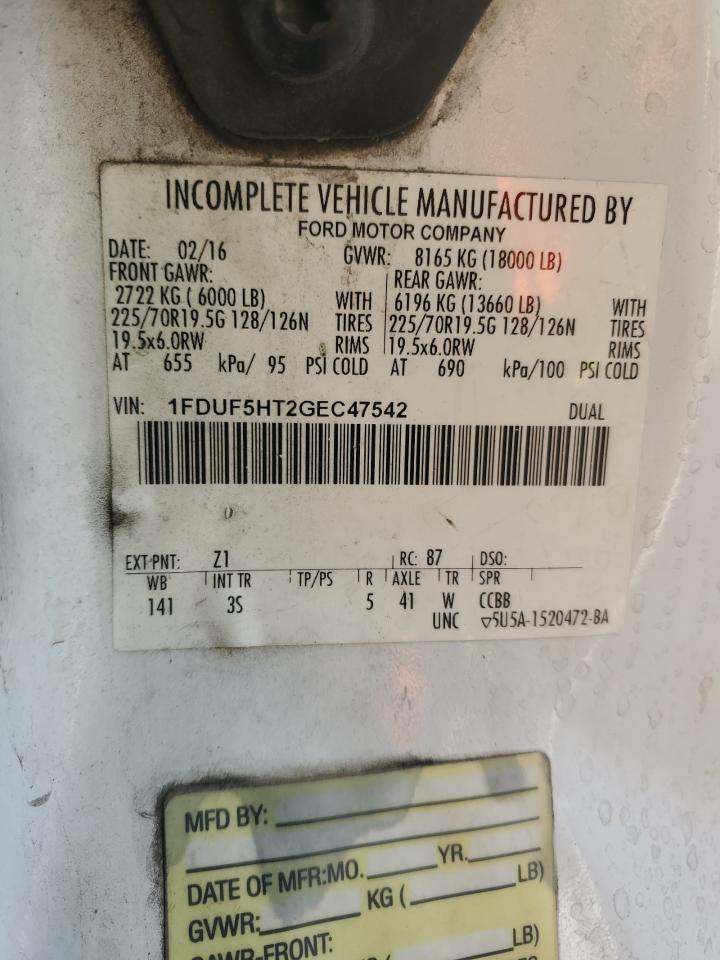 INCOMPLETE VEHICLE MANUFACTURED BY
FORD MOTOR COMPANY
DATE: 02/16 GVWR: 8165 KG (18000 LB)
FRONT GAWR: REAR GAWR:
2722 KG ( 6000 LB) WITH 6196 KG (13660 LB) WITH
225/70R19.5G 128/126N TIRES 225/70R19.5G 128/126N TIRES
19.5x6.0RW RIMS 19.5x6.0RW RIMS
AT 655 kPa/ 95 PSI COLD AT 690 kPa/100 PSI COLD
VIN: 1FDUF5HT2GEC47542 DUAL
EXT PNT: Z1 RC: 87 DSO:
WB INT TR TP/PS R AXLE TR SPR
141 3S 5 41 W CCBB
UNC ▽5U5A-1520472-BA
MFD BY:
DATE OF MFR:MO. YR.
GVWR: KG ( LB)
GAWR-FRONT:
LB)